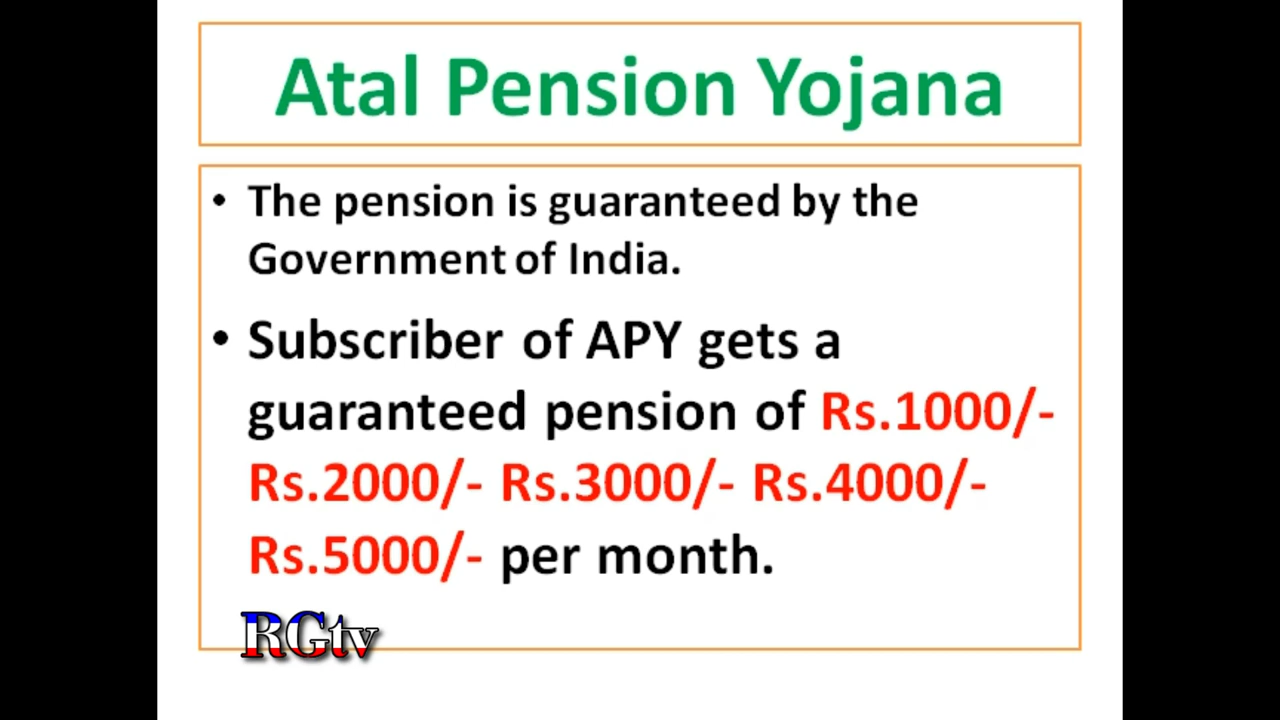 Atal Pension Yojana
• The pension is guaranteed by the
Government of India.
• Subscriber of APY gets a
guaranteed pension of Rs.1000/-
Rs.2000/- Rs.3000/- Rs.4000/-
Rs.5000/- per month.
RGtv